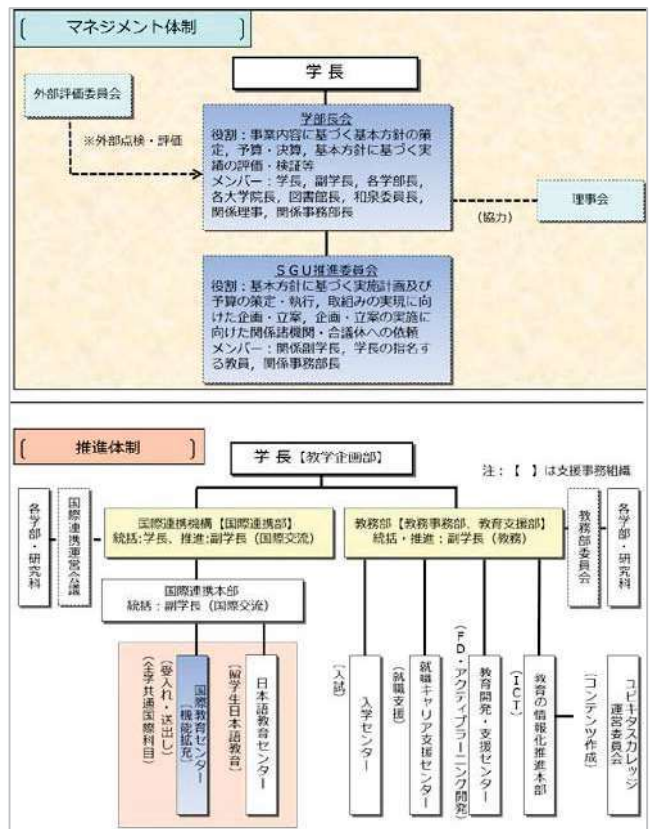 〔 マネジメント体制 〕
学 長
外部評価委員会
※外部点検・評価
学部長会
役割：事業内容に基づく基本方針の策
定，予算・決算，基本方針に基づく実
績の評価・検証等
メンバー：学長，副学長，各学部長，
各大学院長，図書館長，和泉委員長，
関係理事，関係事務部長
理事会
（協力）
ＳＧＵ推進委員会
役割：基本方針に基づく実施計画及び
予算の策定・執行，取組みの実現に向
けた企画・立案，企画・立案の実施に
向けた関係諸機関・合議体への依頼
メンバー：関係副学長，学長の指名す
る教員，関係事務部長
〔 推進体制 〕
学 長【教学企画部】
注：【 】は支援事務組織
各学部・研究科
国際連携運営会議
国際連携機構【国際連携部】
統括:学長、推進:副学長（国際交流）
教務部【教務事務部、教育支援部】
統括・推進：副学長（教務）
教務部委員会
各学部・研究科
国際連携本部
統括：副学長（国際交流）
国際教育センター
（機能拡充）
（受入れ・送出し）
（全学共通国際科目）
日本語教育センター
（留学生日本語教育）
入学センター
（入試）
就職キャリア支援センター
（就職支援）
教育開発・支援センター
（ＦＤ・アクティブラーニング開発）
教育の情報化推進本部
（ＩＣＴ）
ユビキタスカレッジ
運営委員会
（コンテンツ作成）